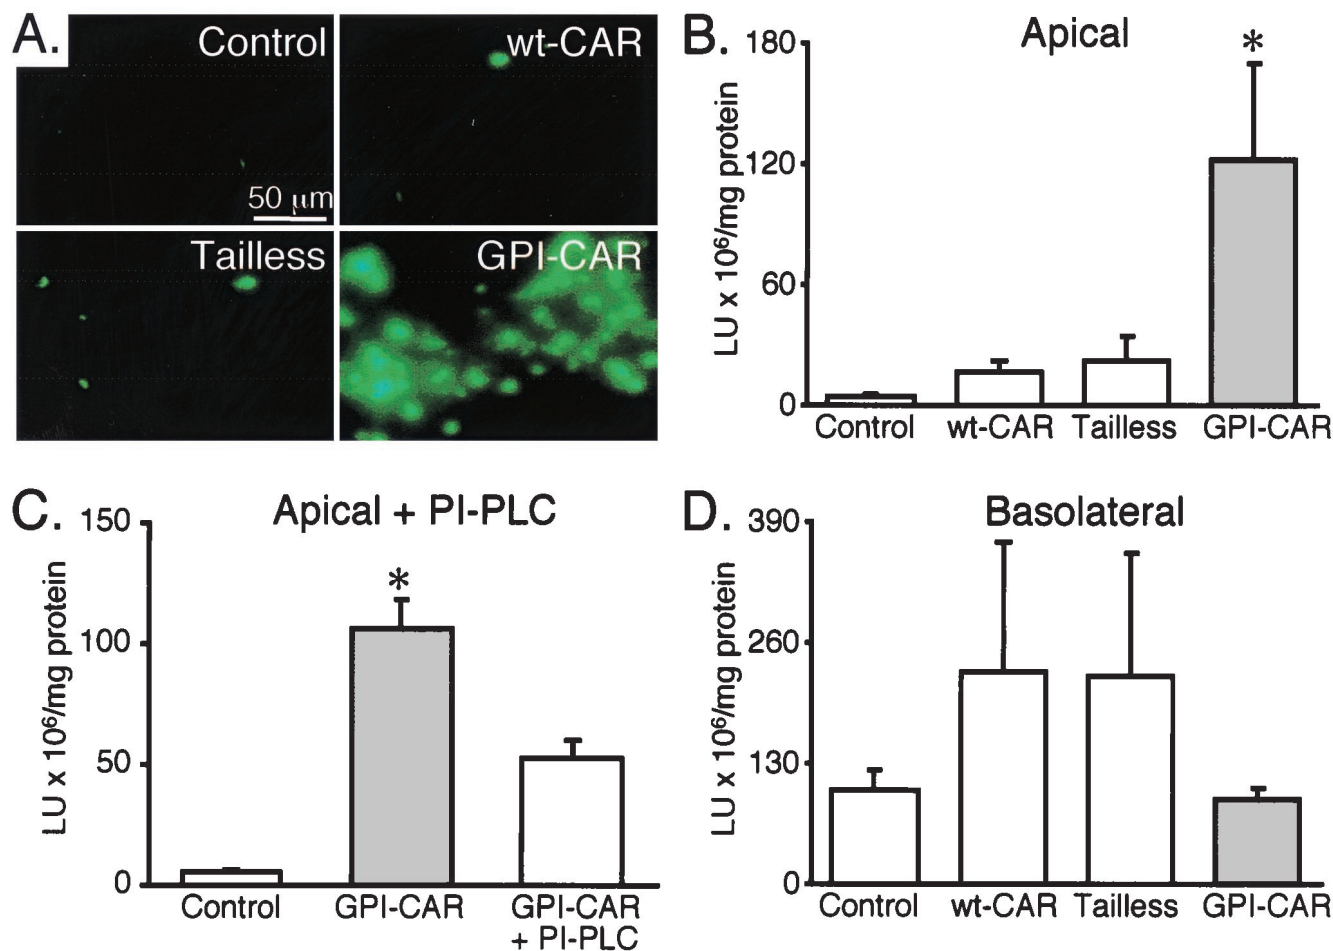 A.
Control
wt-CAR
50 μm
Tailless
GPI-CAR
B.
Apical
LU x 10⁶/mg protein
180
120
60
0
*
Control wt-CAR Tailless GPI-CAR
C.
Apical + PI-PLC
LU x 10⁶/mg protein
150
100
50
0
*
Control GPI-CAR GPI-CAR
+ PI-PLC
D.
Basolateral
LU x 10⁶/mg protein
390
260
130
0
Control wt-CAR Tailless GPI-CAR